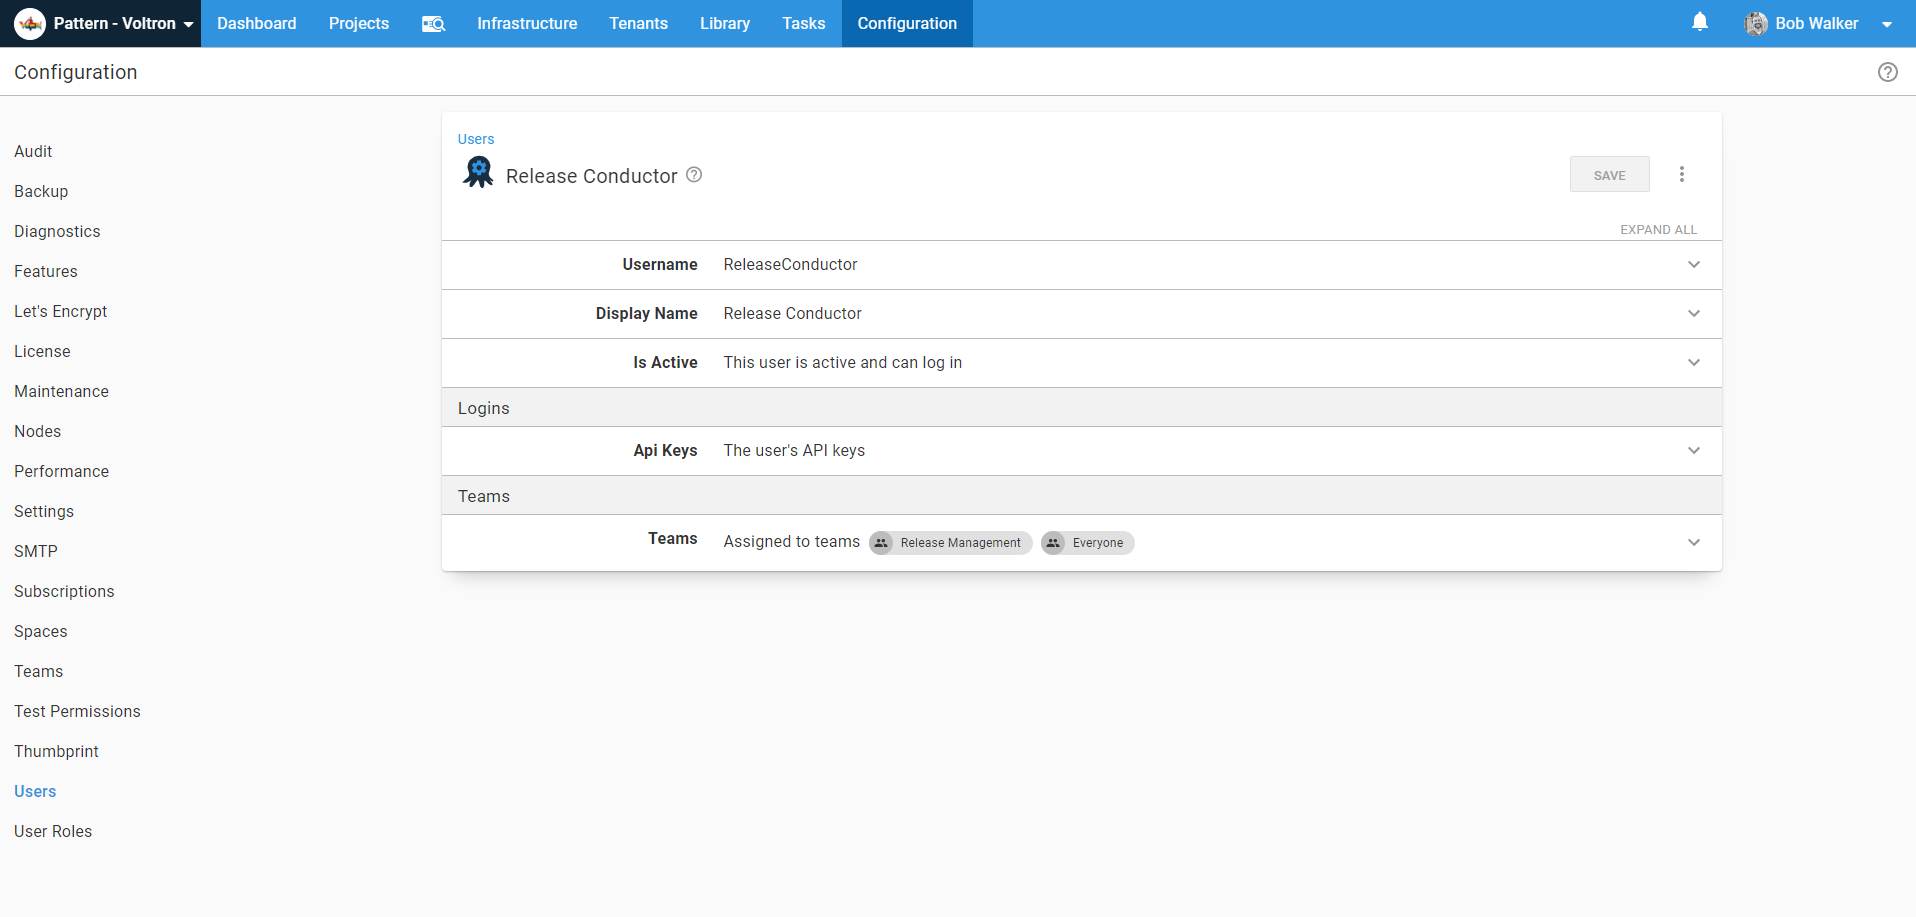 Pattern - Voltron Dashboard Projects Infrastructure Tenants Library Tasks Configuration Bob Walker
Configuration
Audit
Backup
Diagnostics
Features
Let's Encrypt
License
Maintenance
Nodes
Performance
Settings
SMTP
Subscriptions
Spaces
Teams
Test Permissions
Thumbprint
Users
User Roles
Users
Release Conductor
SAVE
EXPAND ALL
Username ReleaseConductor
Display Name Release Conductor
Is Active This user is active and can log in
Logins
Api Keys The user's API keys
Teams
Teams Assigned to teams Release Management Everyone